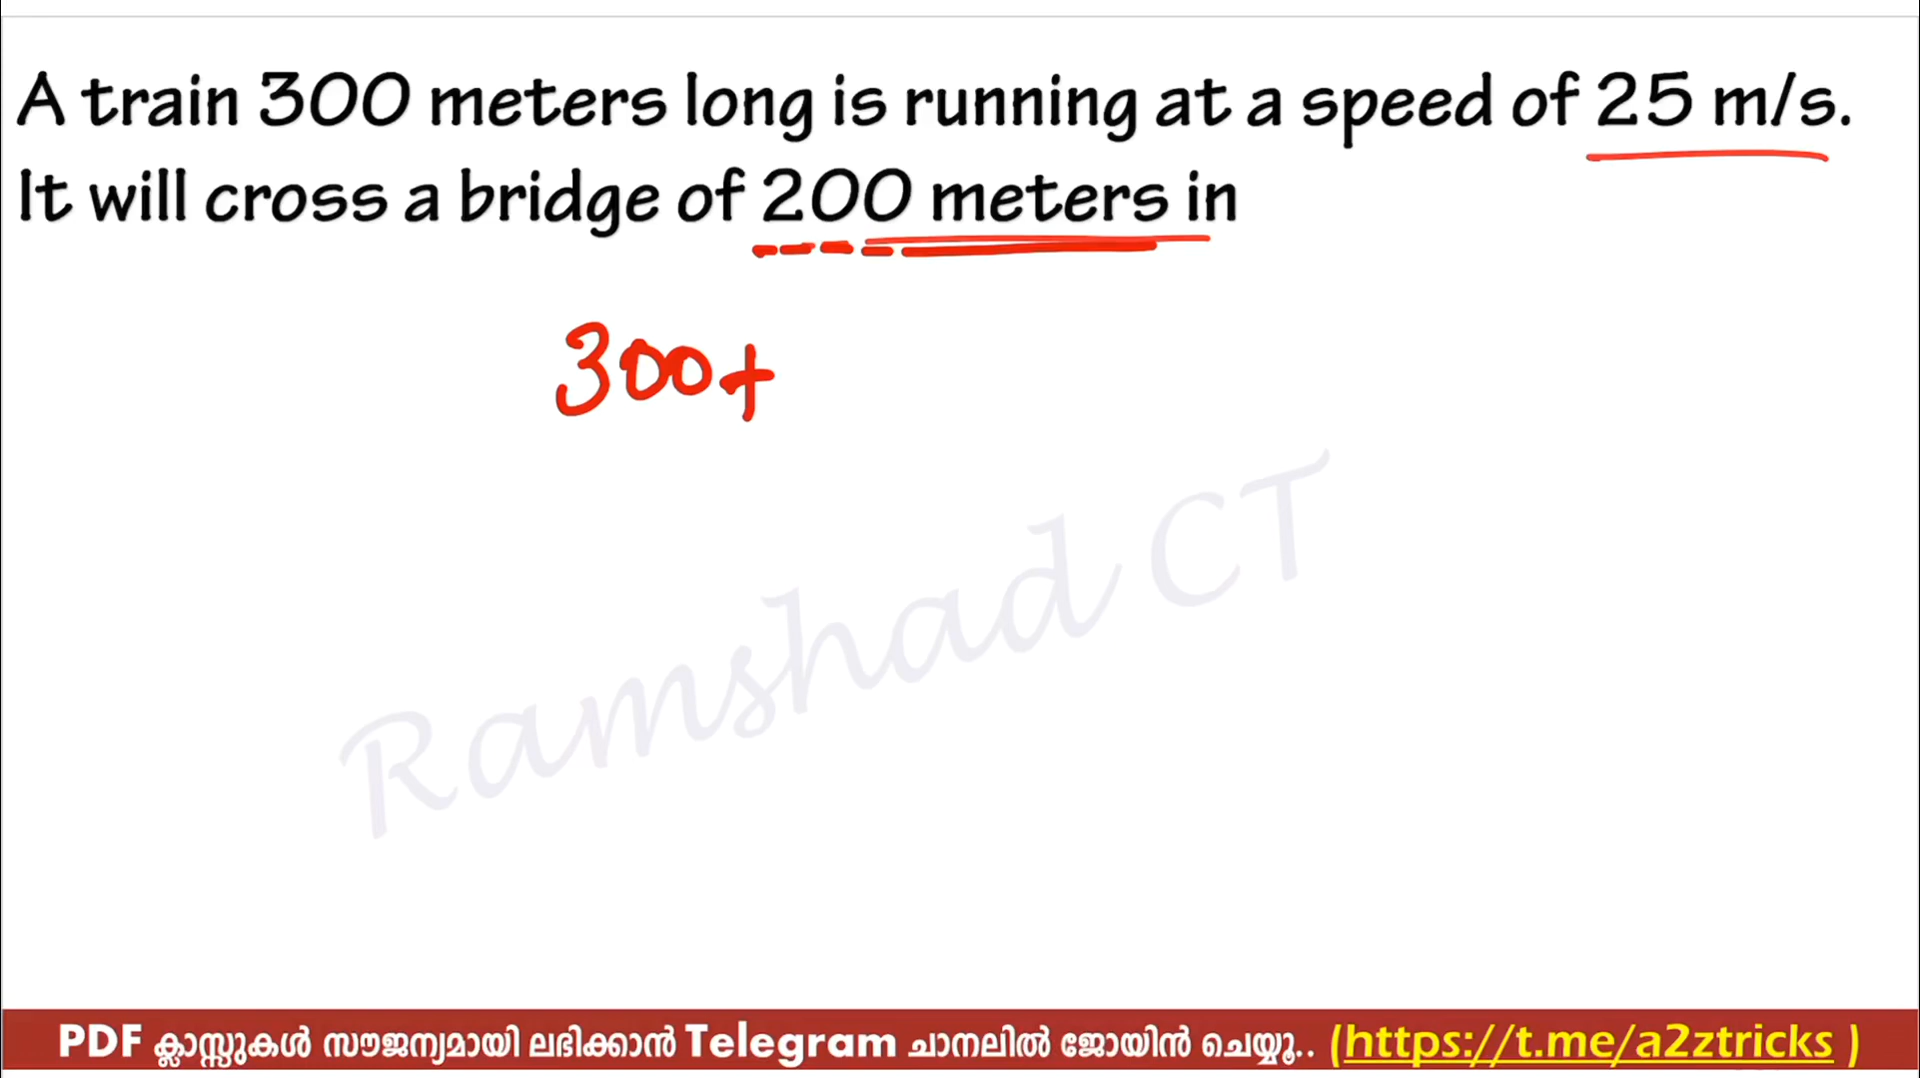 A train 300 meters long is running at a speed of 25 m/s.
It will cross a bridge of 200 meters in
300+
Ramshad CT
PDF ക്ലാസ്സുകൾ സൗജന്യമായി ലഭിക്കാൻ Telegram ചാനലിൽ ജോയിൻ ചെയ്യൂ.. (https://t.me/a2ztricks )